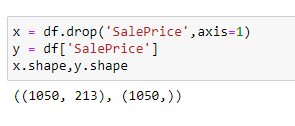 x = df.drop('SalePrice',axis=1)
y = df['SalePrice']
x.shape,y.shape
((1050, 213), (1050,))